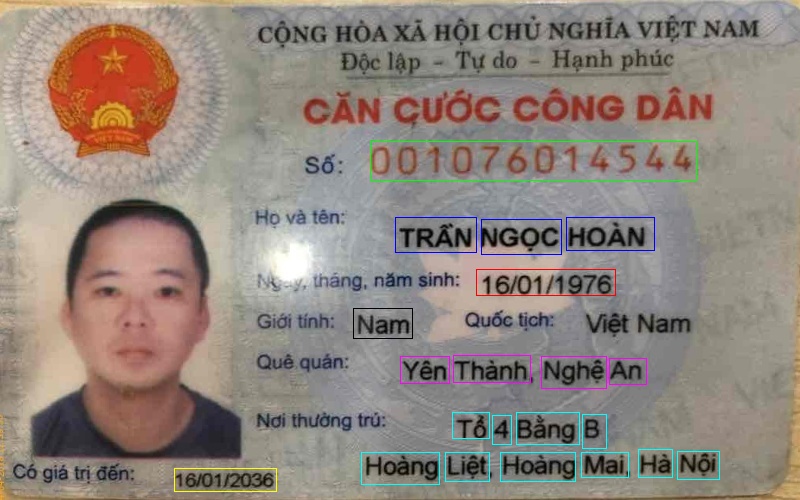 CỘNG HÒA XÃ HỘI CHỦ NGHĨA VIỆT NAM
Độc lập - Tự do - Hạnh phúc
CĂN CƯỚC CÔNG DÂN
Số: 001076014544
Họ và tên:
TRẦN NGỌC HOÀN
Ngày, tháng, năm sinh: 16/01/1976
Giới tính: Nam Quốc tịch: Việt Nam
Quê quán:
Yên Thành, Nghệ An
Nơi thường trú:
Tổ 4 Bằng B
Hoàng Liệt, Hoàng Mai, Hà Nội
Có giá trị đến: 16/01/2036
VIỆT NAM